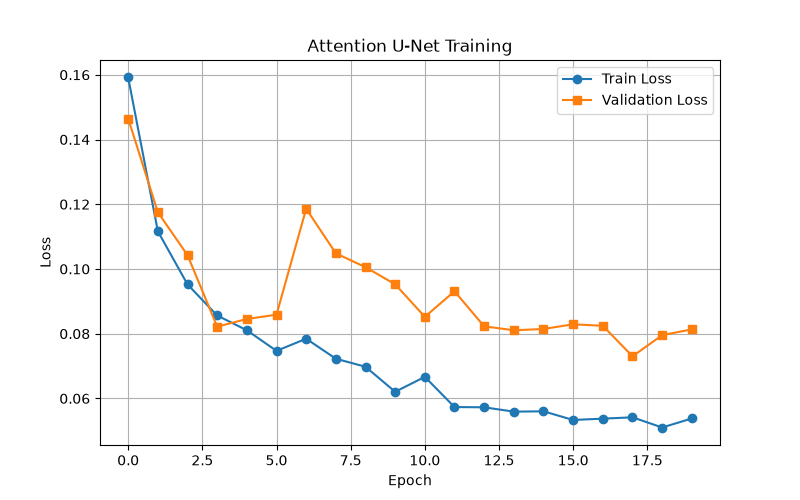 Attention U-Net Training
Train Loss
Validation Loss
0.16
0.14
0.12
0.10
0.08
0.06
Loss
0.0 2.5 5.0 7.5 10.0 12.5 15.0 17.5
Epoch